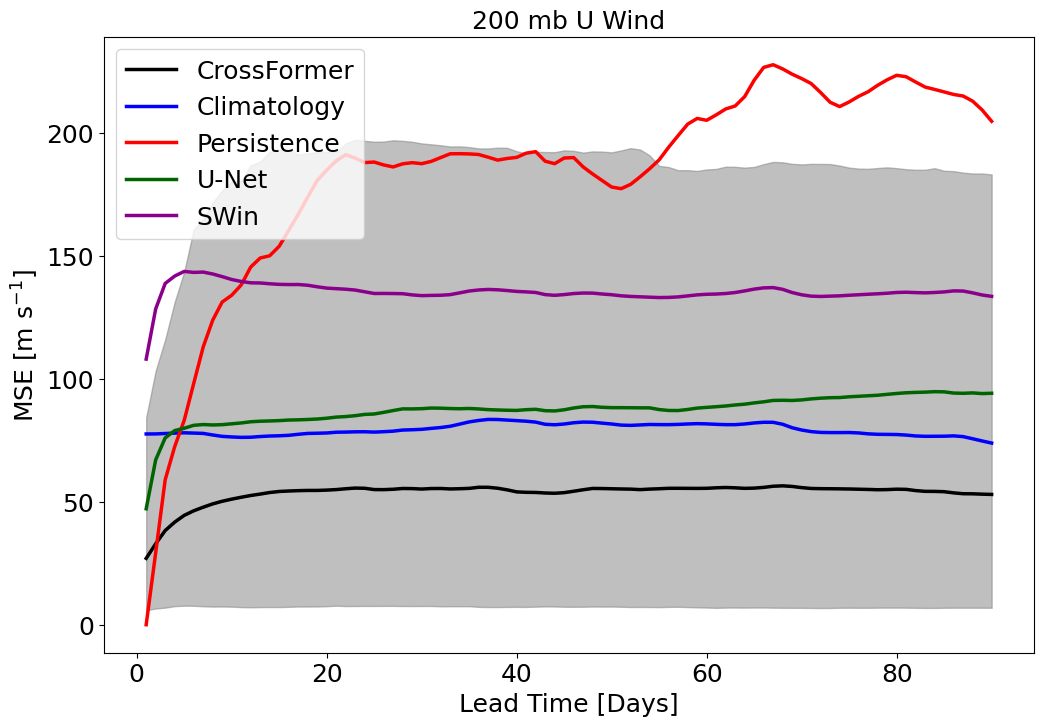 200 mb U Wind
CrossFormer
Climatology
Persistence
U-Net
SWin
MSE [m s⁻¹]
200
150
100
50
0
0 20 40 60 80
Lead Time [Days]